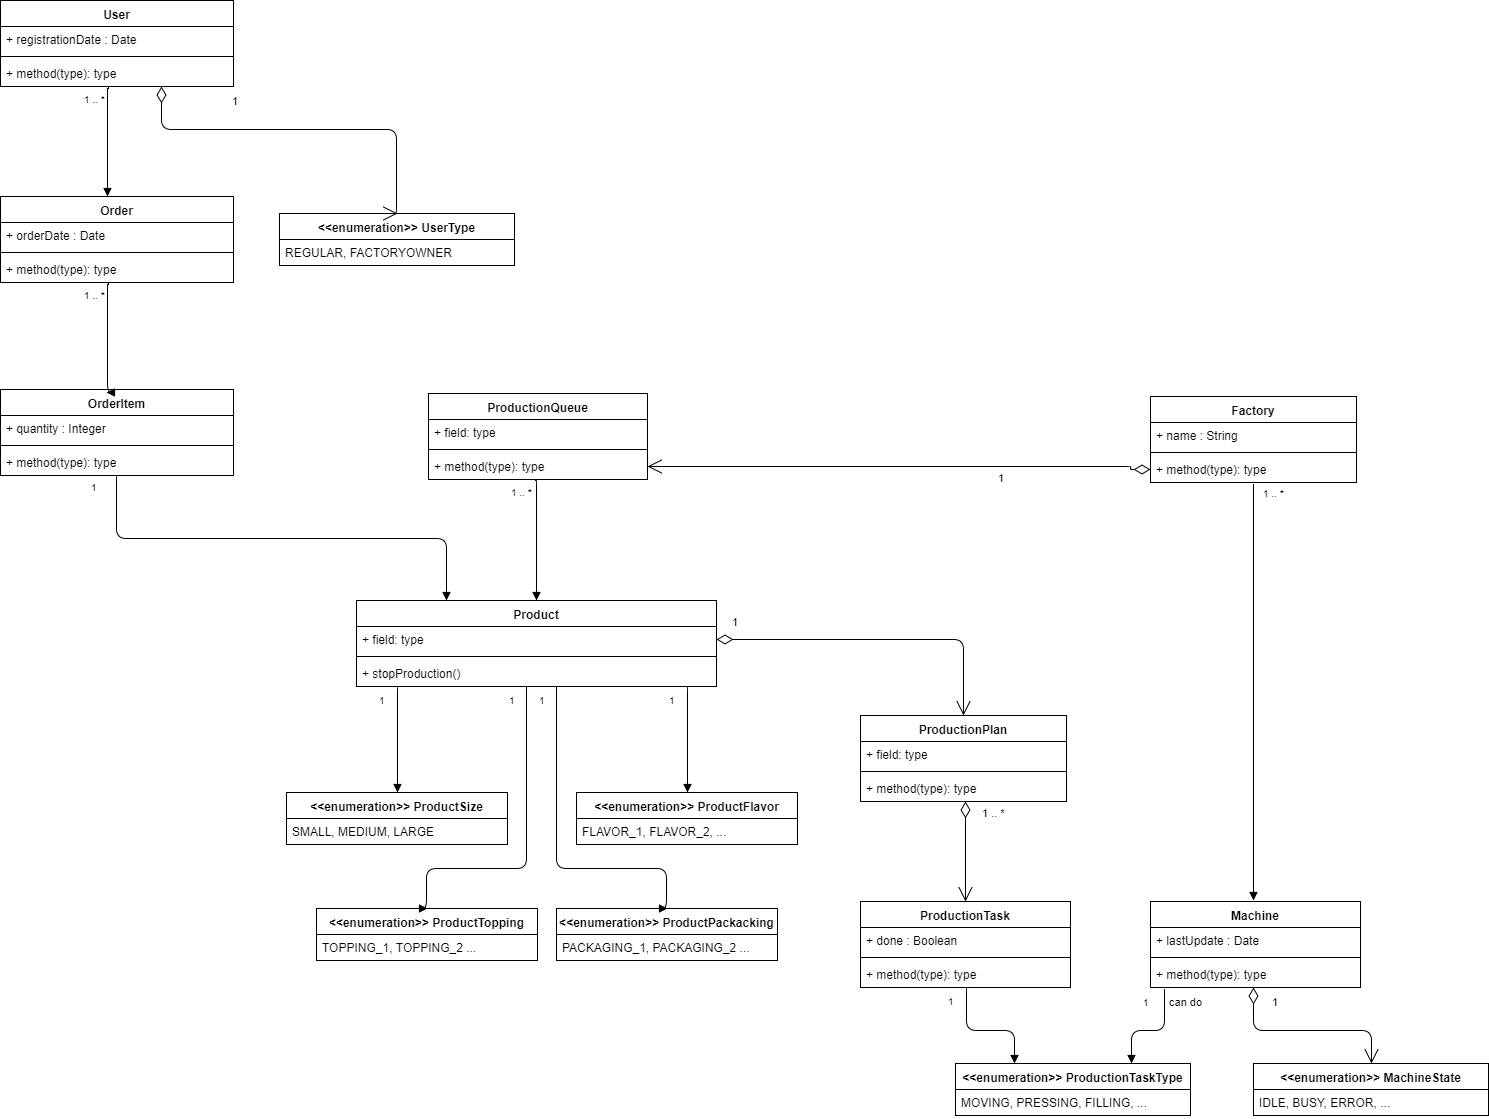 User
+ registrationDate : Date
+ method(type): type
1 .. *
1
Order
+ orderDate : Date
+ method(type): type
1 .. *
<<enumeration>> UserType
REGULAR, FACTORYOWNER
OrderItem
+ quantity : Integer
+ method(type): type
1
ProductionQueue
+ field: type
+ method(type): type
1 .. *
1
Factory
+ name : String
+ method(type): type
1 .. *
Product
+ field: type
+ stopProduction()
1
1
1
1
1
ProductionPlan
+ field: type
+ method(type): type
1 .. *
<<enumeration>> ProductSize
SMALL, MEDIUM, LARGE
<<enumeration>> ProductFlavor
FLAVOR_1, FLAVOR_2, ...
<<enumeration>> ProductTopping
TOPPING_1, TOPPING_2 ...
<<enumeration>> ProductPackacking
PACKAGING_1, PACKAGING_2 ...
ProductionTask
+ done : Boolean
+ method(type): type
1
Machine
+ lastUpdate : Date
+ method(type): type
1
can do
1
<<enumeration>> ProductionTaskType
MOVING, PRESSING, FILLING, ...
<<enumeration>> MachineState
IDLE, BUSY, ERROR, ...